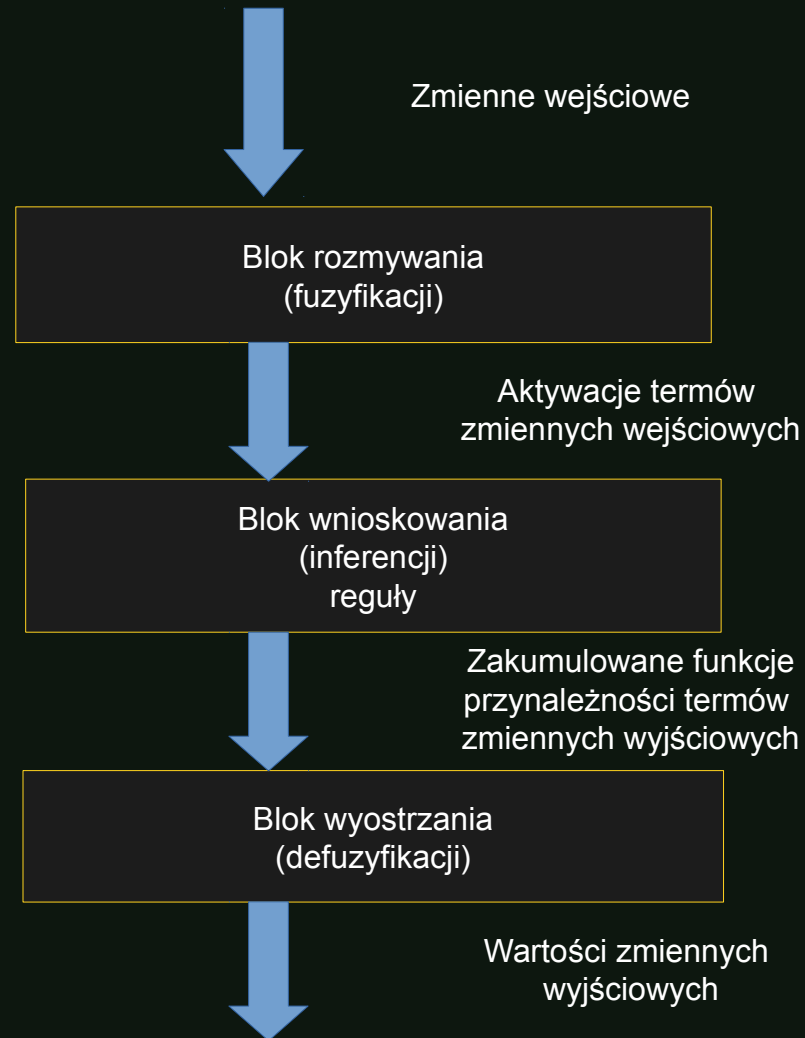 Zmienne wejściowe
Blok rozmywania
(fuzyfikacji)
Aktywacje termów
zmiennych wejściowych
Blok wnioskowania
(inferencji)
reguły
Zakumulowane funkcje
przynależności termów
zmiennych wyjściowych
Blok wyostrzania
(defuzyfikacji)
Wartości zmiennych
wyjściowych